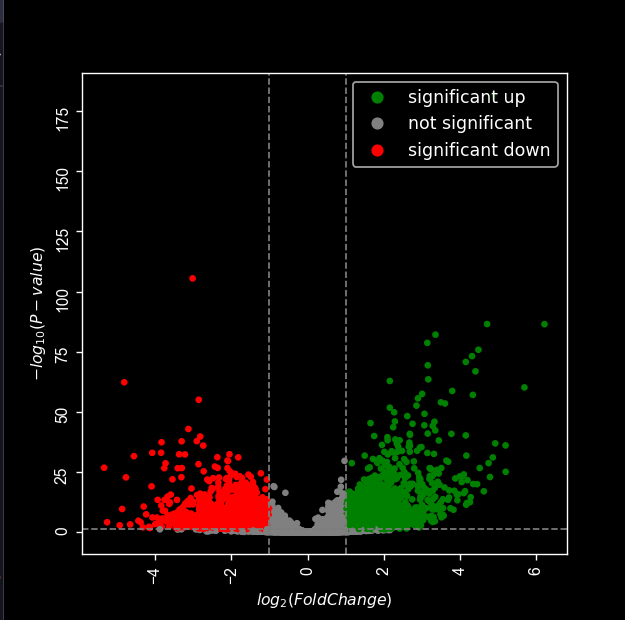 significant up
not significant
significant down
175
150
125
100
75
50
25
0
−log₁₀(P − value)
−4
−2
0
2
4
6
log₂(FoldChange)